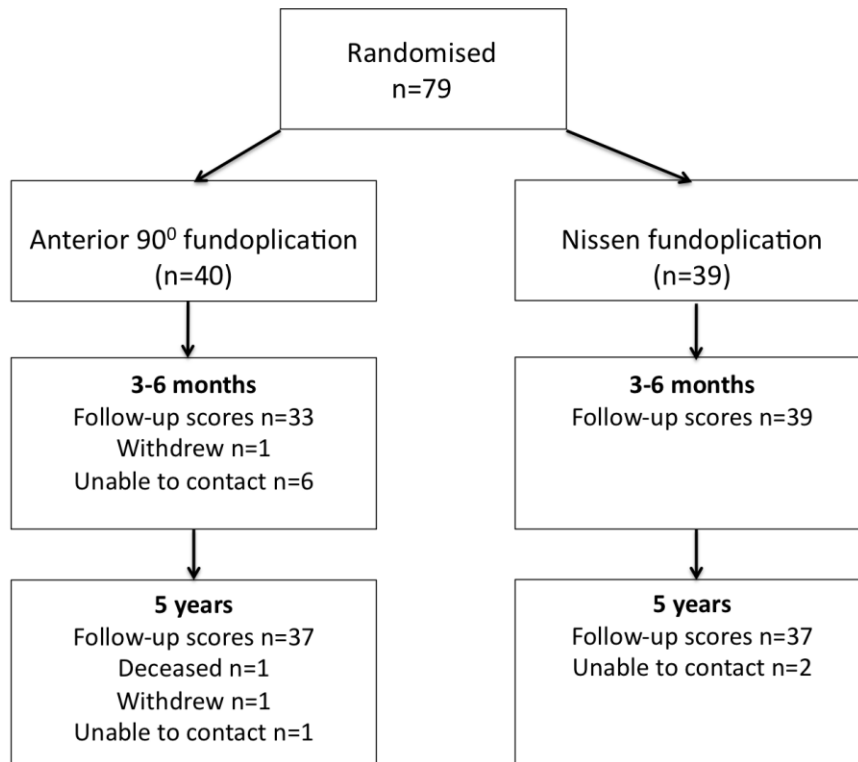 Randomised
n=79
Anterior 90⁰ fundoplication
(n=40)
Nissen fundoplication
(n=39)
3-6 months
Follow-up scores n=33
Withdrew n=1
Unable to contact n=6
3-6 months
Follow-up scores n=39
5 years
Follow-up scores n=37
Deceased n=1
Withdrew n=1
Unable to contact n=1
5 years
Follow-up scores n=37
Unable to contact n=2